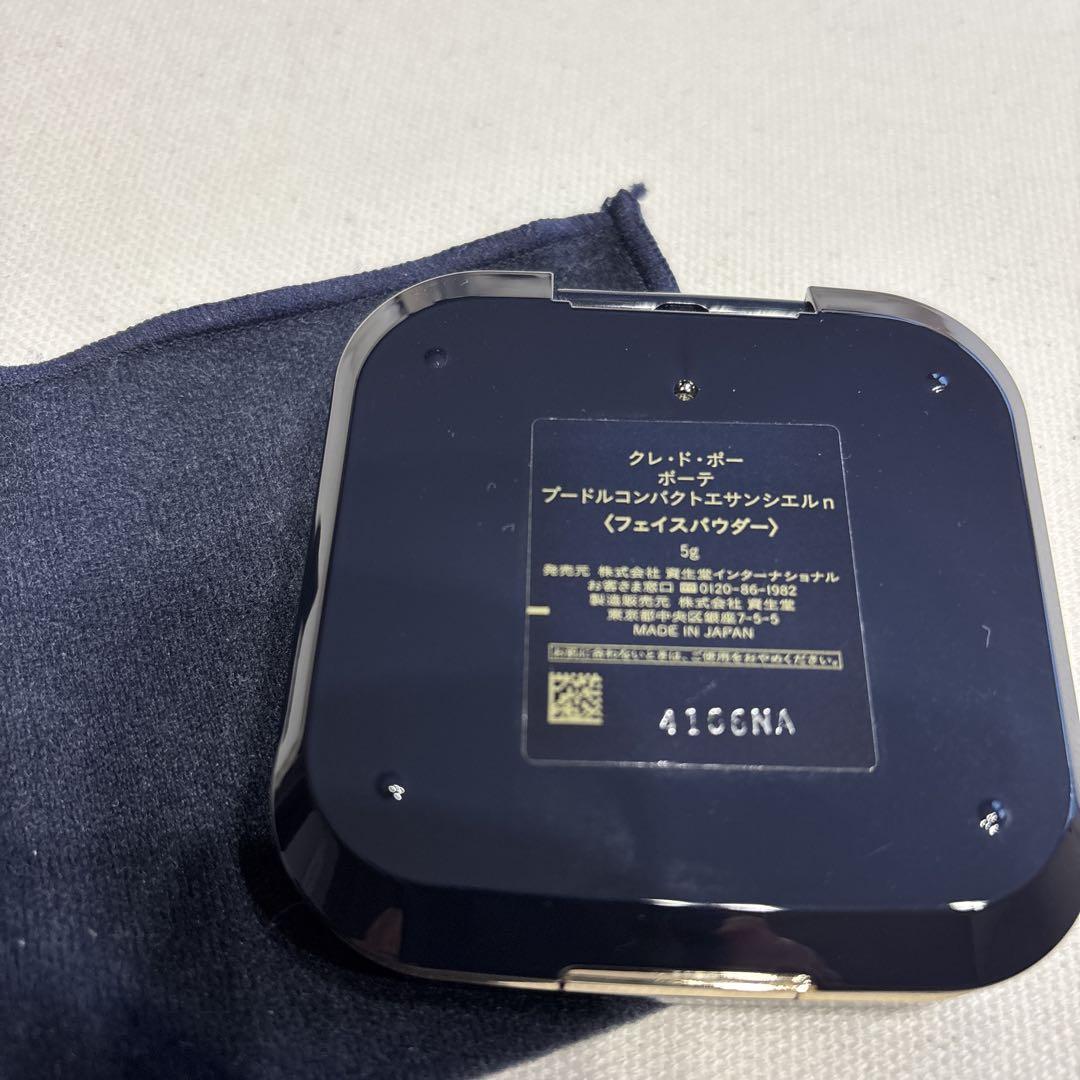 クレ・ド・ポー
ボーテ
プードルコンパクトエサンシエルn
〈フェイスパウダー〉
5g
発売元 株式会社 資生堂インターナショナル
お客さま窓口 0120-86-1982
製造販売元 株式会社 資生堂
東京都中央区銀座7-5-5
MADE IN JAPAN
お肌に合わないときは、ご使用をおやめください。
NA